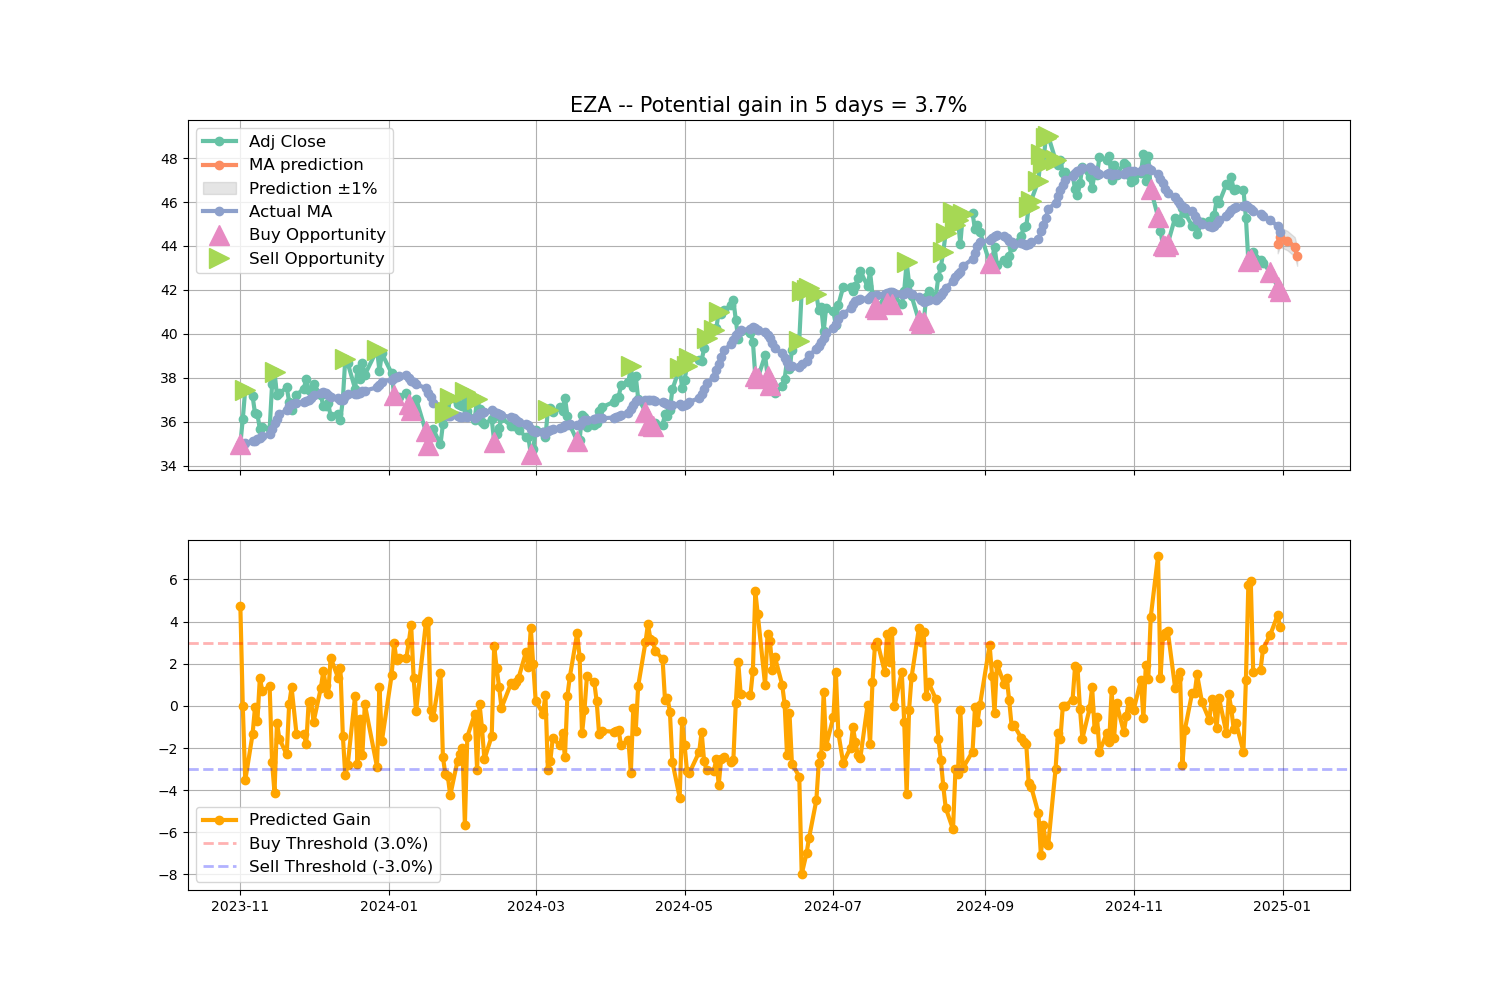 EZA -- Potential gain in 5 days = 3.7%
Adj Close
MA prediction
Prediction ±1%
Actual MA
Buy Opportunity
Sell Opportunity
48
46
44
42
40
38
36
34
6
4
2
0
−2
−4
−6
−8
Predicted Gain
Buy Threshold (3.0%)
Sell Threshold (-3.0%)
2023-11 2024-01 2024-03 2024-05 2024-07 2024-09 2024-11 2025-01